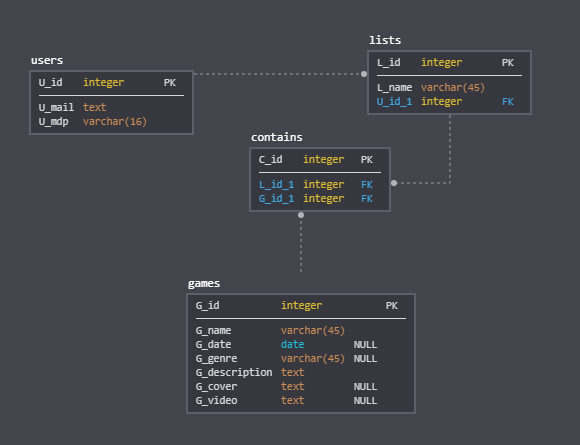 users
U_id integer PK
U_mail text
U_mdp varchar(16)
lists
L_id integer PK
L_name varchar(45)
U_id_1 integer FK
contains
C_id integer PK
L_id_1 integer FK
G_id_1 integer FK
games
G_id integer PK
G_name varchar(45)
G_date date NULL
G_genre varchar(45) NULL
G_description text
G_cover text NULL
G_video text NULL